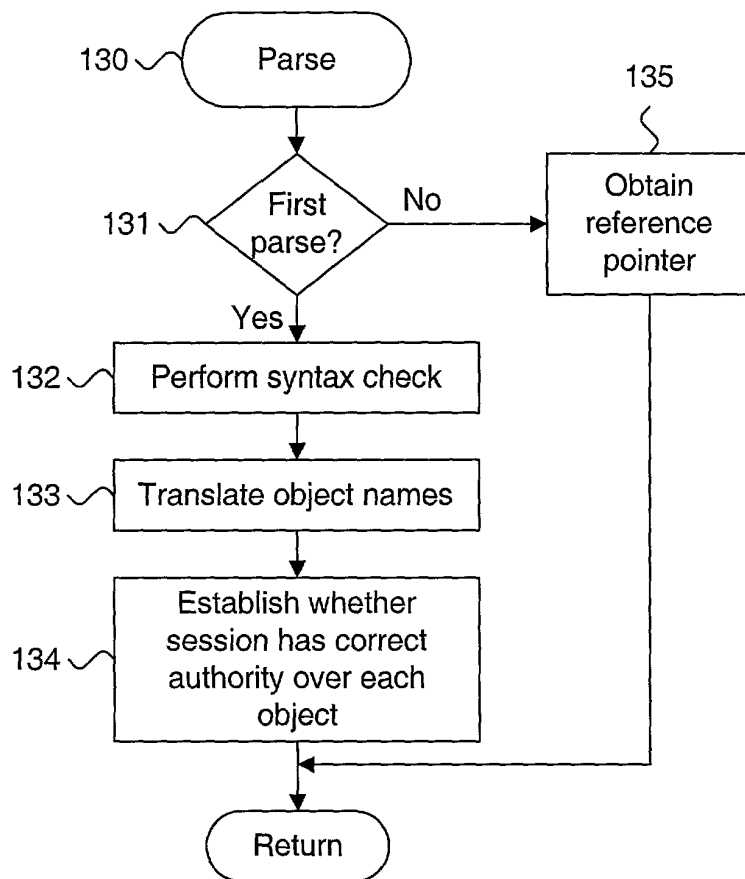 130
Parse
135
131
First
parse?
No
Obtain
reference
pointer
Yes
132
Perform syntax check
133
Translate object names
134
Establish whether
session has correct
authority over each
object
Return